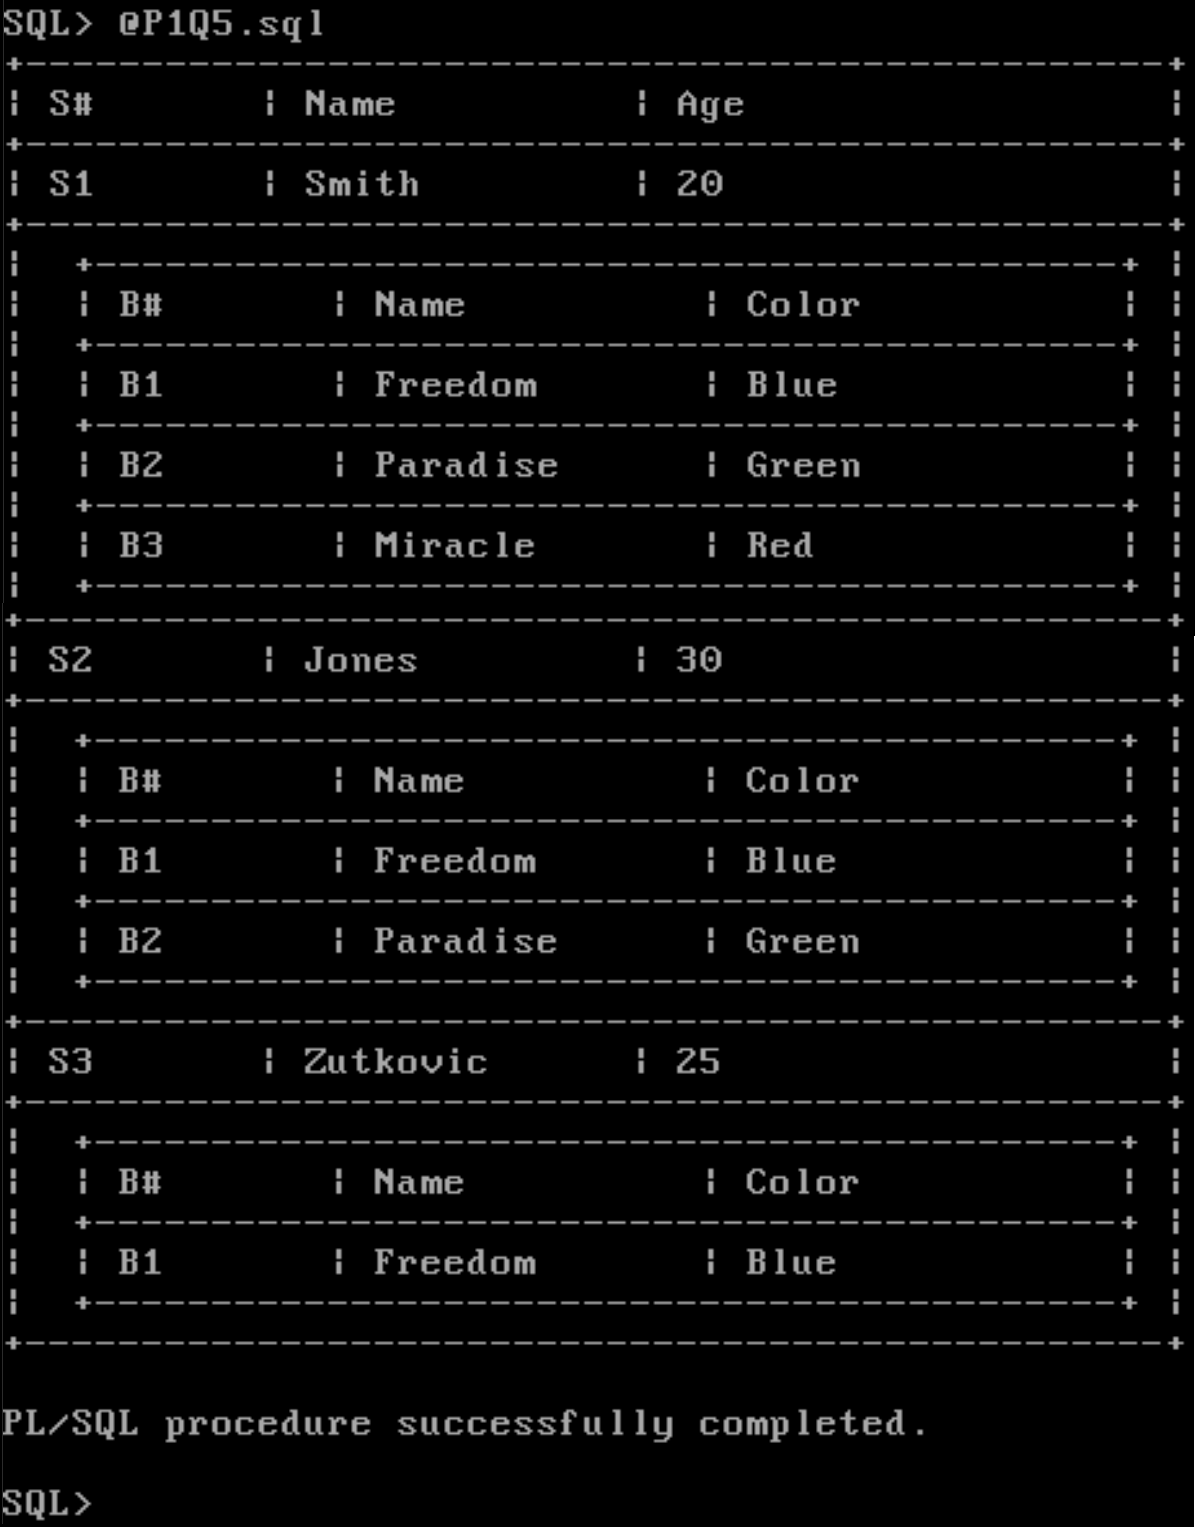 SQL> @P1Q5.sql
+-------------------------------------------------+
| S#       | Name          | Age                  |
+-------------------------------------------------+
| S1       | Smith         | 20                   |
+-------------------------------------------------+
|  +--------------------------------------------+ |
|  | B#       | Name          | Color           | |
|  +--------------------------------------------+ |
|  | B1       | Freedom       | Blue            | |
|  +--------------------------------------------+ |
|  | B2       | Paradise      | Green           | |
|  +--------------------------------------------+ |
|  | B3       | Miracle       | Red             | |
|  +--------------------------------------------+ |
+-------------------------------------------------+
| S2       | Jones         | 30                   |
+-------------------------------------------------+
|  +--------------------------------------------+ |
|  | B#       | Name          | Color           | |
|  +--------------------------------------------+ |
|  | B1       | Freedom       | Blue            | |
|  +--------------------------------------------+ |
|  | B2       | Paradise      | Green           | |
|  +--------------------------------------------+ |
+-------------------------------------------------+
| S3       | Zutkovic      | 25                   |
+-------------------------------------------------+
|  +--------------------------------------------+ |
|  | B#       | Name          | Color           | |
|  +--------------------------------------------+ |
|  | B1       | Freedom       | Blue            | |
|  +--------------------------------------------+ |
+-------------------------------------------------+
PL/SQL procedure successfully completed.
SQL>